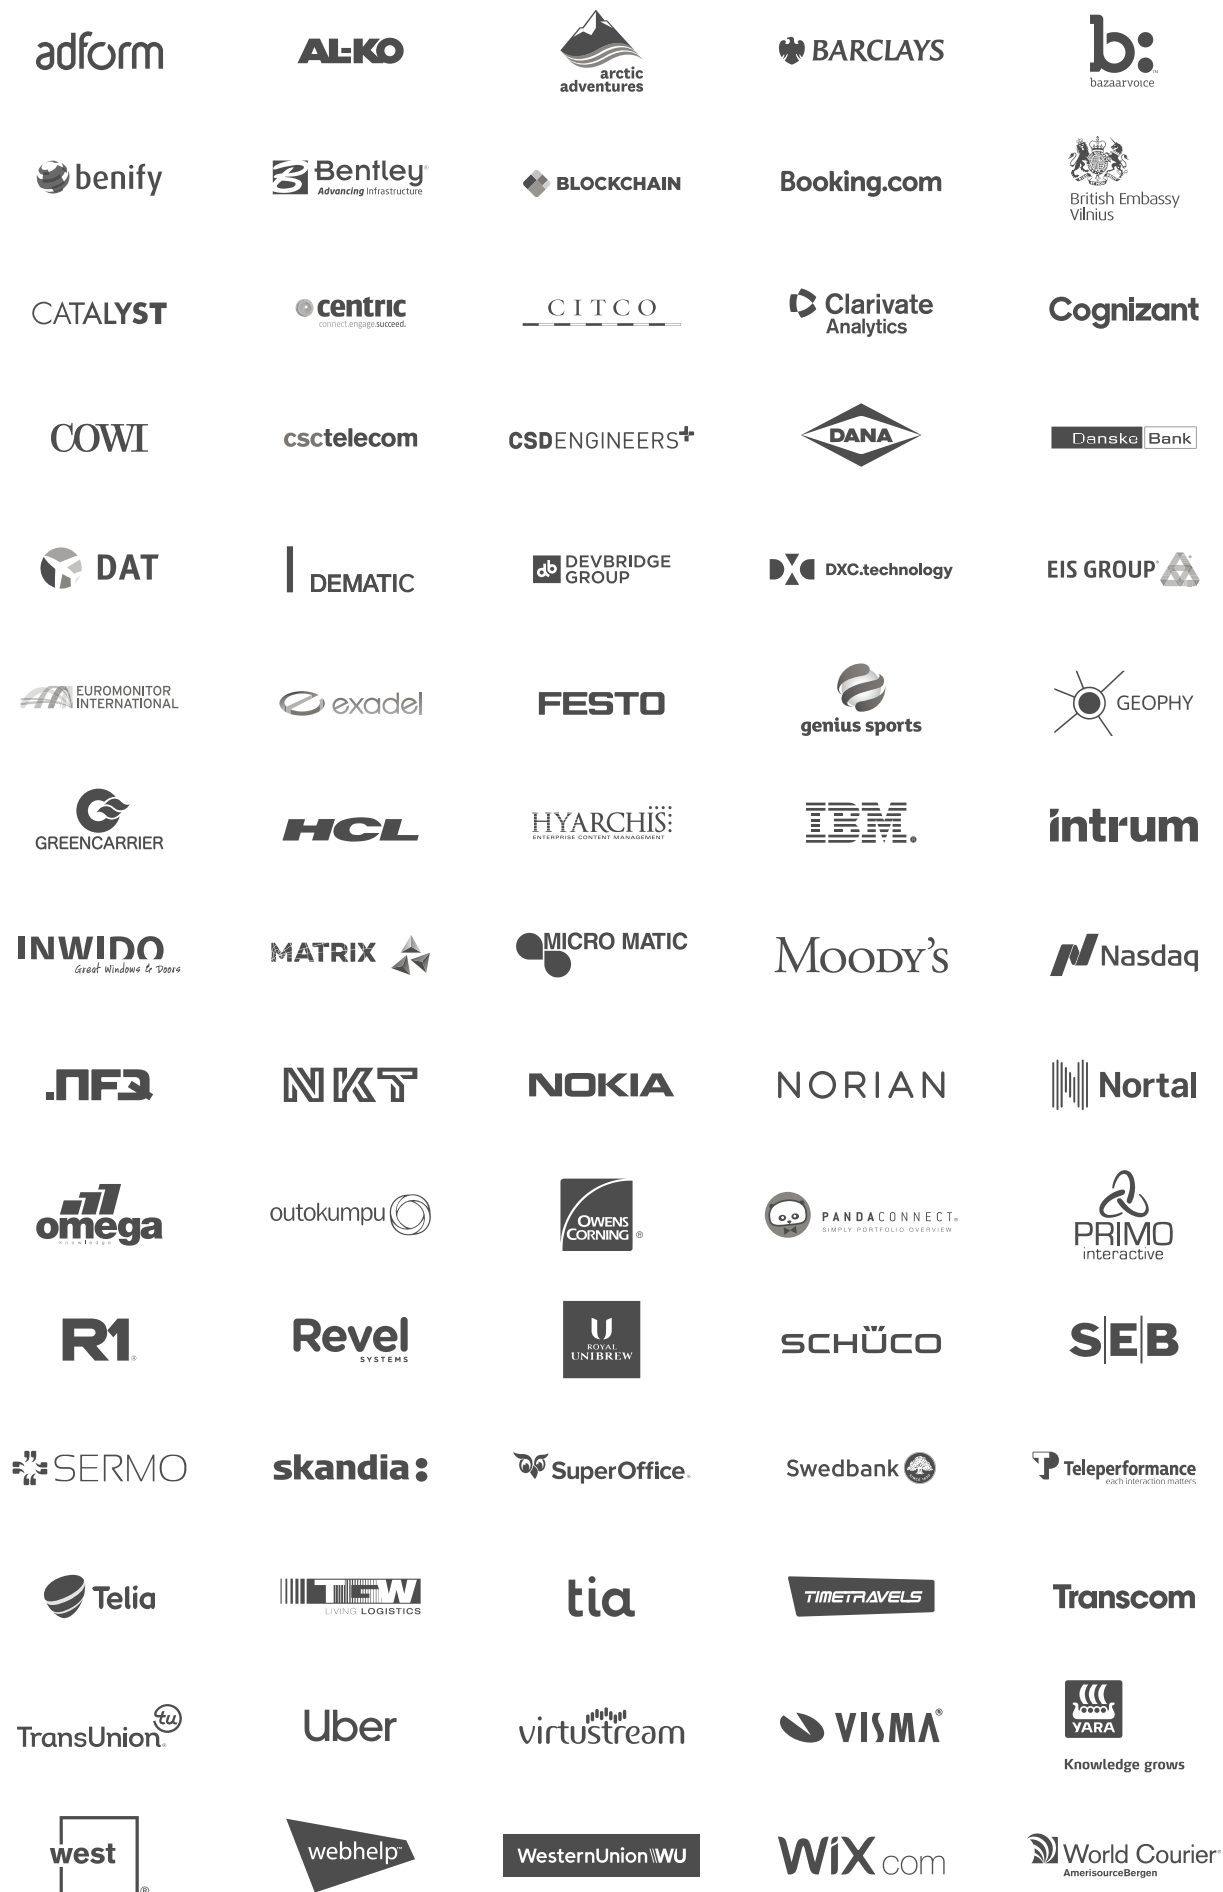 adform
AL-KO
arctic
adventures
BARCLAYS
b:
bazaarvoice
benify
Bentley®
Advancing Infrastructure
BLOCKCHAIN
Booking.com
British Embassy
Vilnius
CATALYST
centric
connect.engage.succeed.
CITCO
Clarivate
Analytics
Cognizant
COWI
csctelecom
CSDENGINEERS+
DANA
Danske Bank
DAT
DEMATIC
db
DEVBRIDGE
GROUP
DXC.technology
EIS GROUP®
EUROMONITOR
INTERNATIONAL
exadel
FESTO
genius sports
GEOPHY
GREENCARRIER
HCL
HYARCHIS
ENTERPRISE CONTENT MANAGEMENT
IBM®
intrum
INWIDO
Great Windows & Doors
MATRIX
MICRO MATIC
MOODY'S
Nasdaq
.NFQ
NKT
NOKIA
NORIAN
Nortal
omega
knowledge
outokumpu
OWENS
CORNING®
PANDACONNECT®
SIMPLY PORTFOLIO OVERVIEW
PRIMO
interactive
R1®
Revel
SYSTEMS
U
ROYAL
UNIBREW
SCHÜCO
S|E|B
SERMO
skandia:
SuperOffice®
Swedbank
Teleperformance
each interaction matters
Telia
TGW
LIVING LOGISTICS
tia
TIMETRAVELS
Transcom
tu
TransUnion®
Uber
virtustream
VISMA®
YARA
Knowledge grows
west®
webhelp™
WesternUnion\\WU
WiX.com
World Courier®
AmerisourceBergen